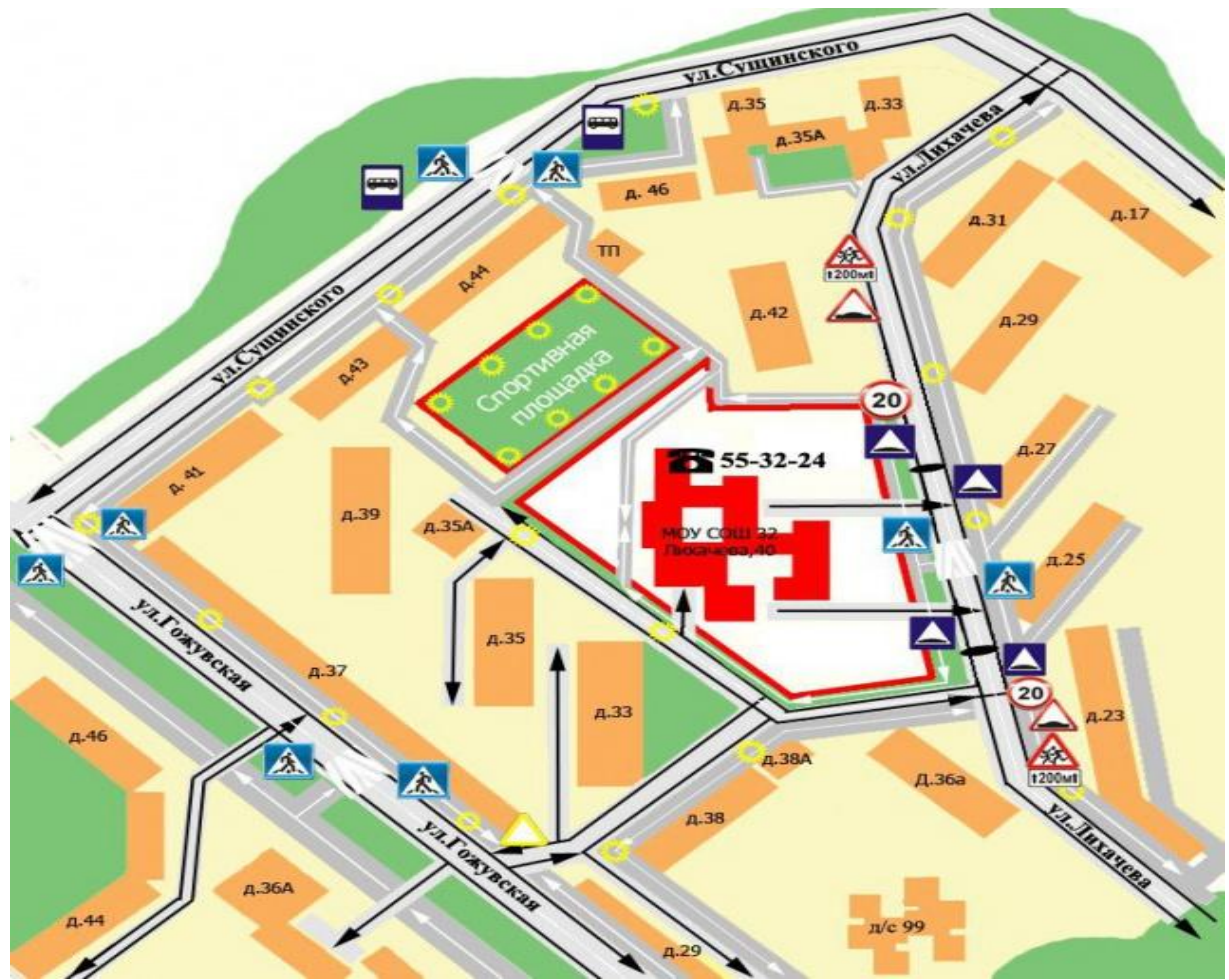 ул.Сущинского
д.35
д.33
д.35А
ул.Лихачева
д. 46
д.31
д.17
ТП
д.44
↕200м↕
д.42
д.29
ул.Сущинского
д.43
Спортивная
площадка
20
55-32-24
д.27
д. 41
д.39
д.35А
МОУ СОШ 32
Лихачева,40
д.25
ул.Гожувская
д.35
д.37
д.33
20
д.46
д.23
д.38А
Д.36а
↕200м↕
д.38
ул.Гожувская
ул.Лихачева
д.36А
д.44
д.29
д/с 99